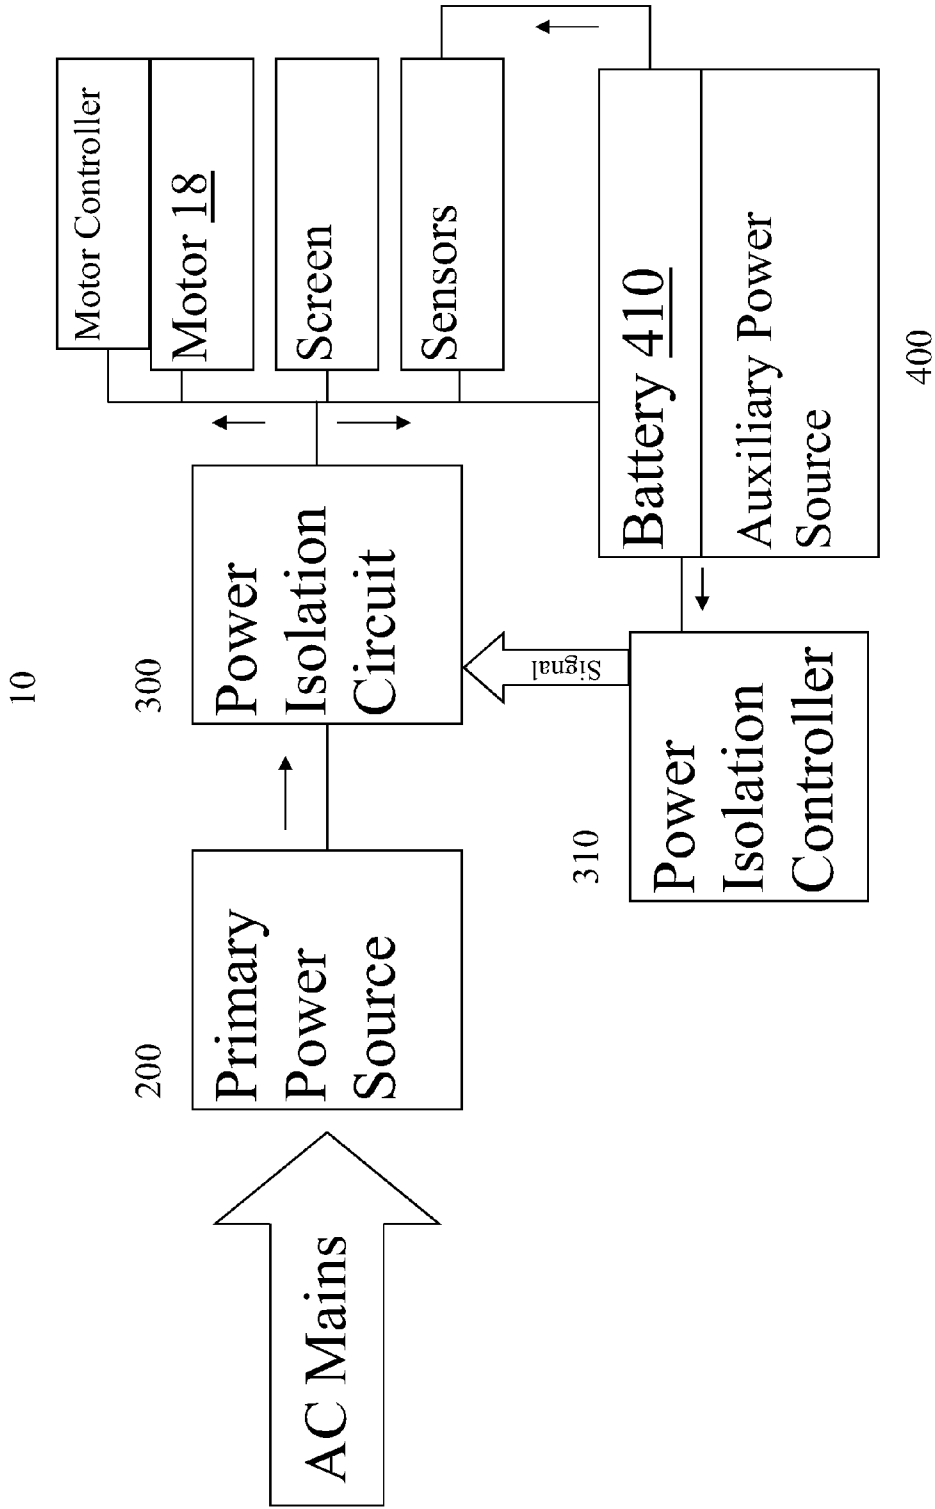 10
AC Mains
200
Primary
Power
Source
300
Power
Isolation
Circuit
Motor Controller
Motor 18
Screen
Sensors
310
Power
Isolation
Controller
Signal
Battery 410
Auxiliary Power
Source
400